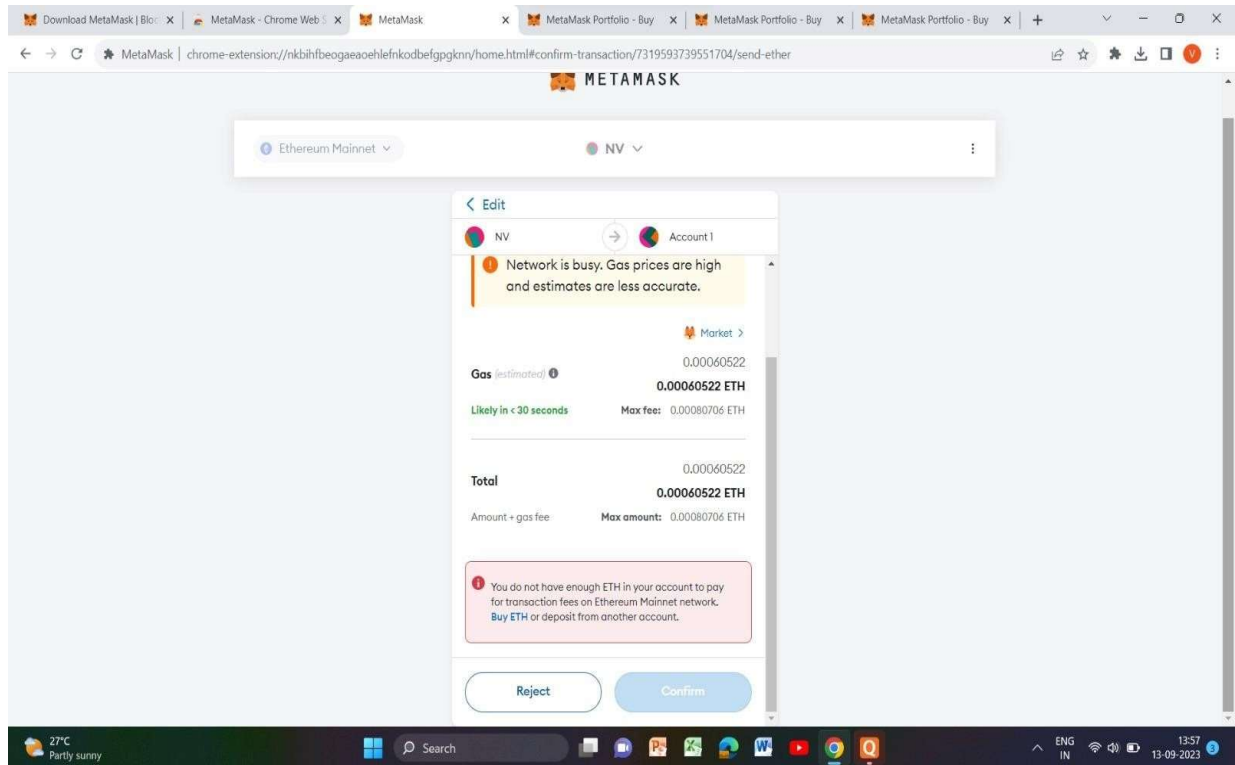 Download MetaMask | Bloc
MetaMask - Chrome Web S
MetaMask
MetaMask Portfolio - Buy
MetaMask Portfolio - Buy
MetaMask Portfolio - Buy
MetaMask | chrome-extension://nkbihfbeogaeaoehlefnkodbefgpgknn/home.html#confirm-transaction/7319593739551704/send-ether
V
METAMASK
Ethereum Mainnet
NV
Edit
NV
Account 1
Network is busy. Gas prices are high
and estimates are less accurate.
Market
0.00060522
Gas (estimated)
0.00060522 ETH
Likely in < 30 seconds
Max fee: 0.00080706 ETH
0.00060522
Total
0.00060522 ETH
Amount + gas fee
Max amount: 0.00080706 ETH
You do not have enough ETH in your account to pay
for transaction fees on Ethereum Mainnet network.
Buy ETH or deposit from another account.
Reject
Confirm
27°C
Partly sunny
Search
ENG
IN
13:57
13-09-2023
3